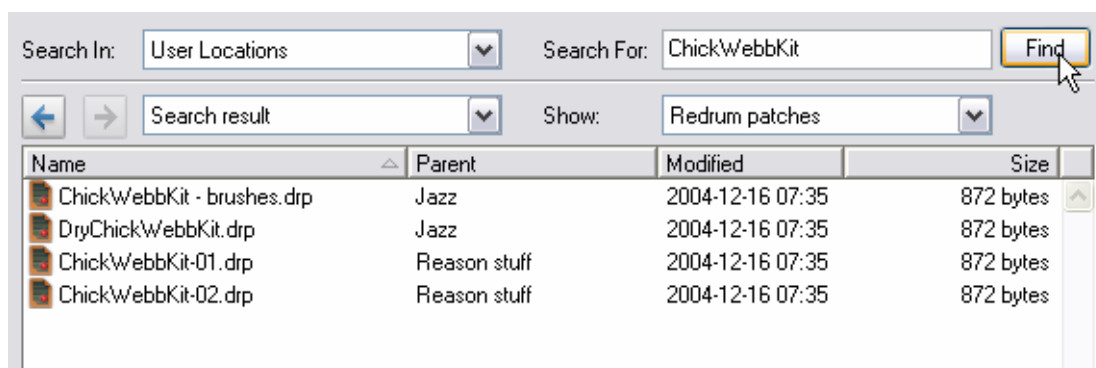 Search In: User Locations Search For: ChickWebbKit Find
Search result Show: Redrum patches
Name Parent Modified Size
ChickWebbKit - brushes.drp Jazz 2004-12-16 07:35 872 bytes
DryChickWebbKit.drp Jazz 2004-12-16 07:35 872 bytes
ChickWebbKit-01.drp Reason stuff 2004-12-16 07:35 872 bytes
ChickWebbKit-02.drp Reason stuff 2004-12-16 07:35 872 bytes